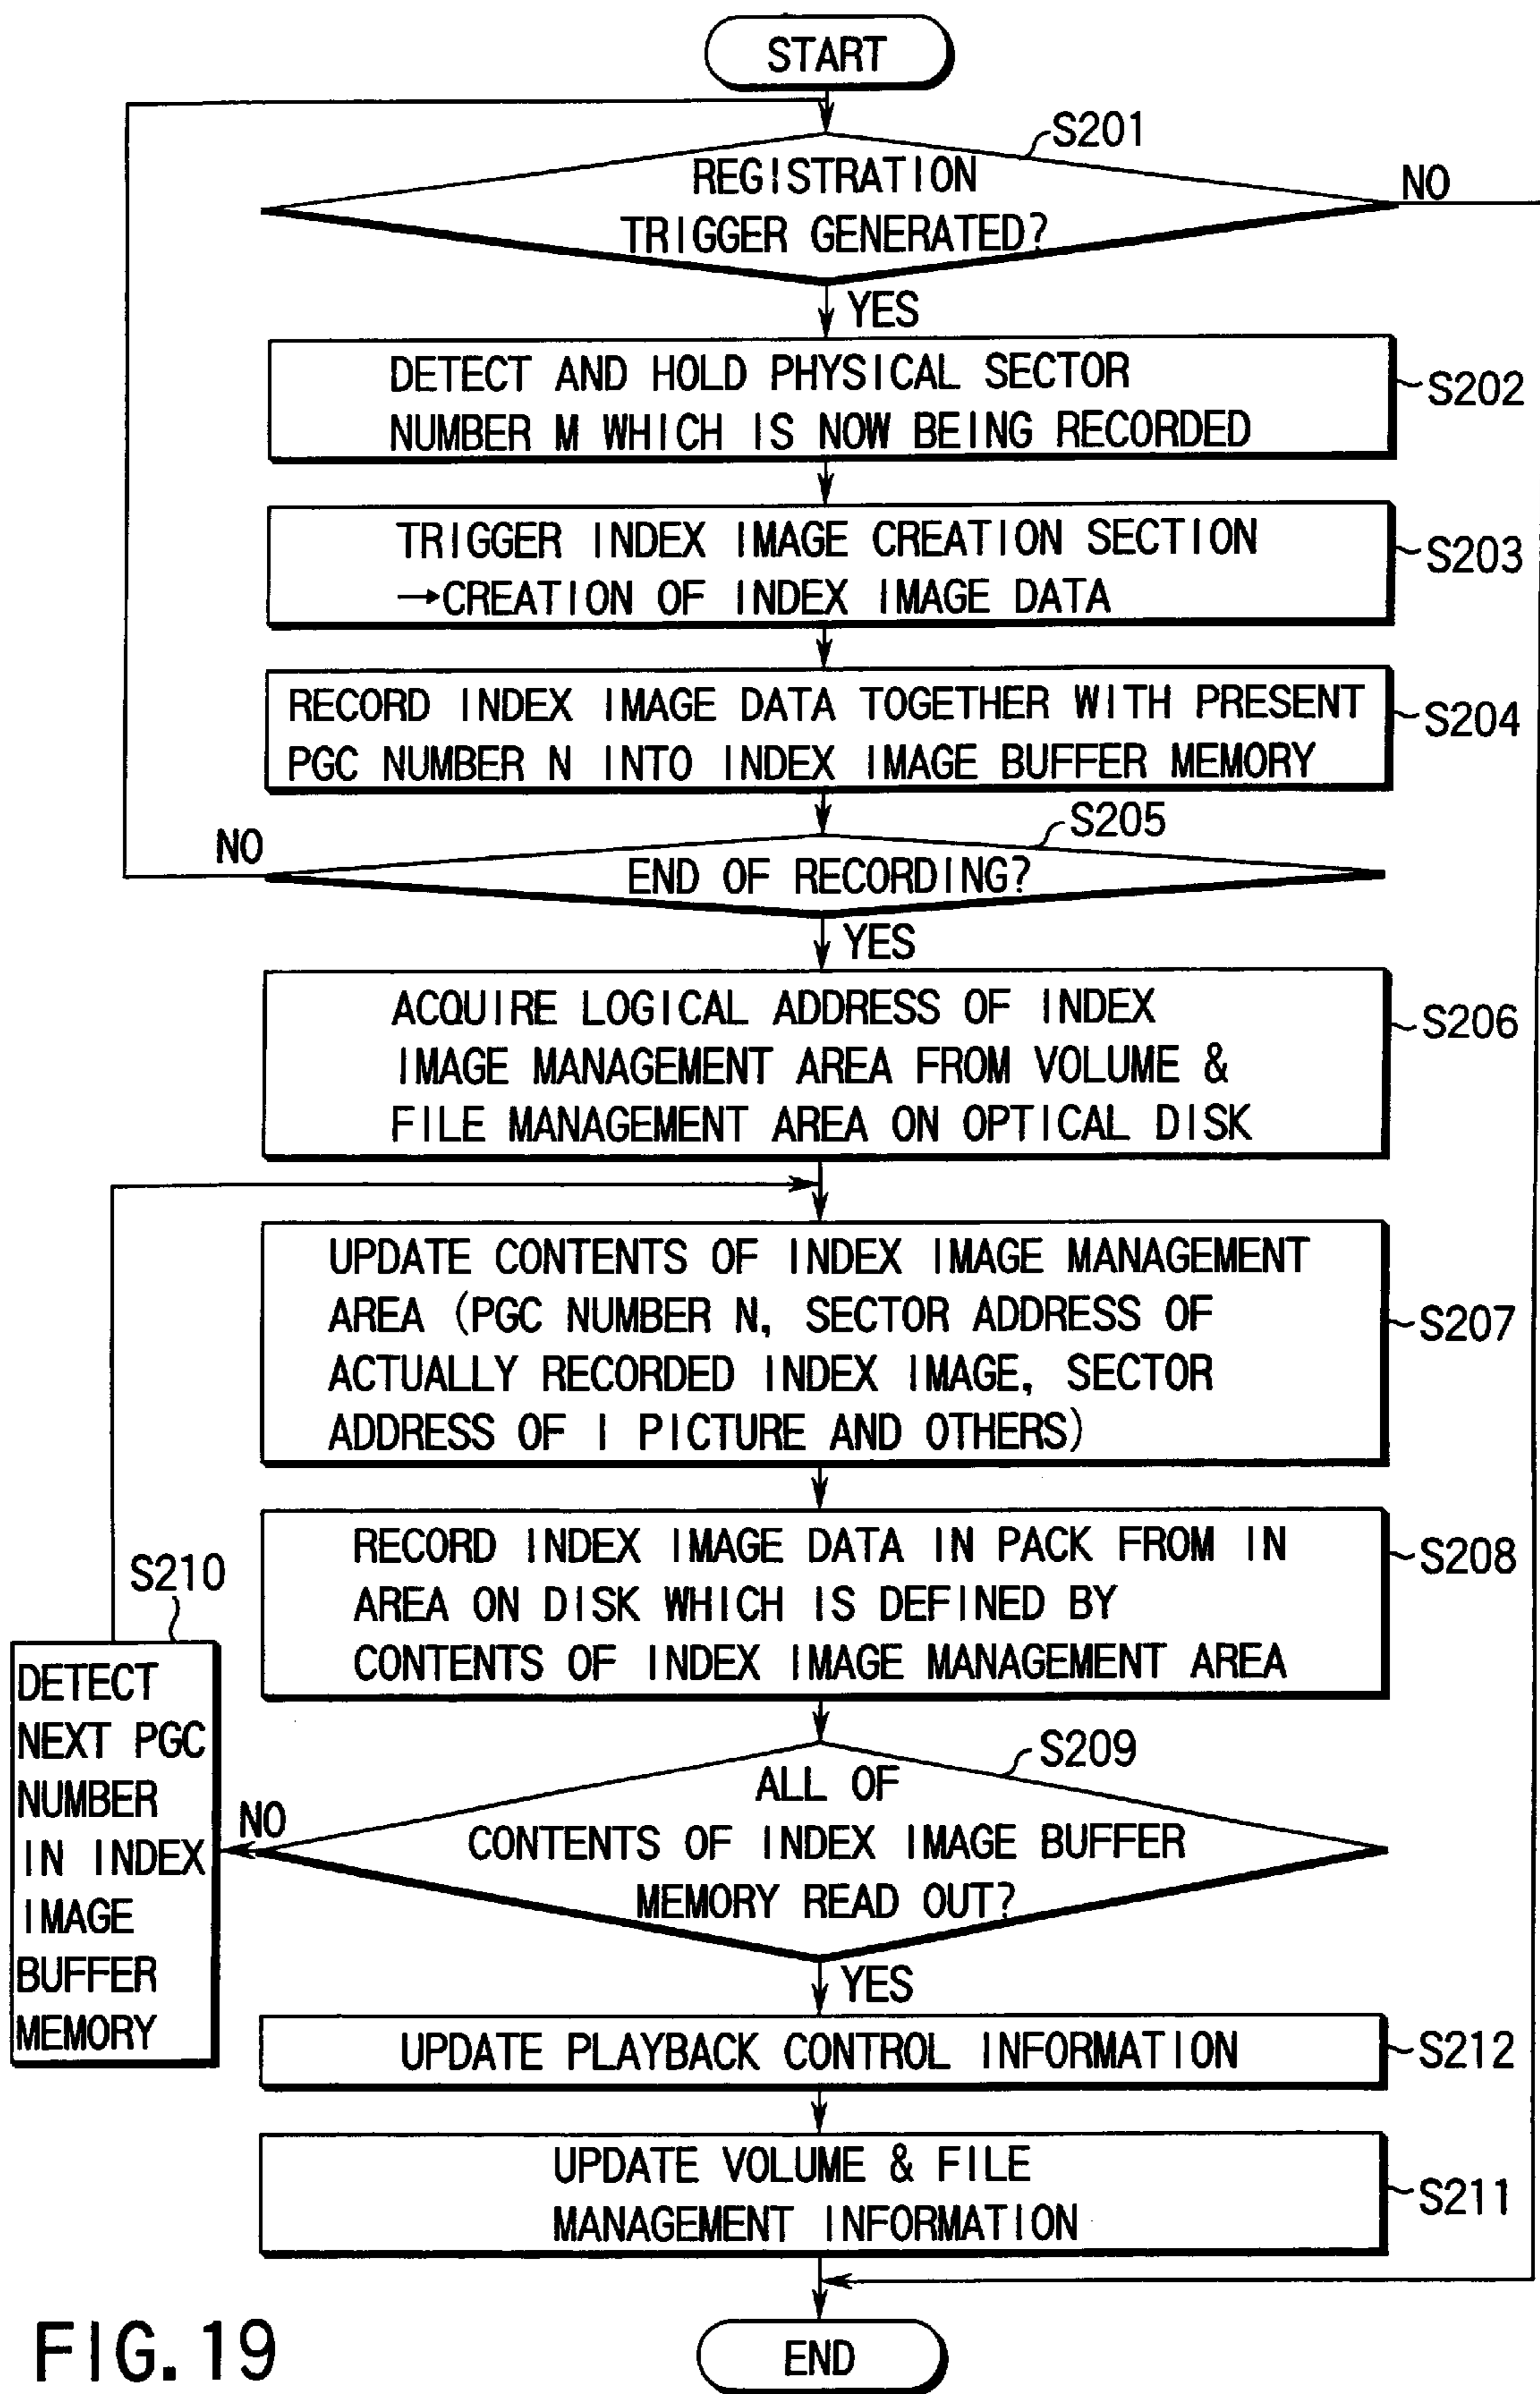 START
S201
REGISTRATION
TRIGGER GENERATED?
NO
YES
DETECT AND HOLD PHYSICAL SECTOR
NUMBER M WHICH IS NOW BEING RECORDED
S202
TRIGGER INDEX IMAGE CREATION SECTION
→CREATION OF INDEX IMAGE DATA
S203
RECORD INDEX IMAGE DATA TOGETHER WITH PRESENT
PGC NUMBER N INTO INDEX IMAGE BUFFER MEMORY
S204
S205
NO
END OF RECORDING?
YES
ACQUIRE LOGICAL ADDRESS OF INDEX
IMAGE MANAGEMENT AREA FROM VOLUME &
FILE MANAGEMENT AREA ON OPTICAL DISK
S206
UPDATE CONTENTS OF INDEX IMAGE MANAGEMENT
AREA (PGC NUMBER N, SECTOR ADDRESS OF
ACTUALLY RECORDED INDEX IMAGE, SECTOR
ADDRESS OF I PICTURE AND OTHERS)
S207
RECORD INDEX IMAGE DATA IN PACK FROM IN
AREA ON DISK WHICH IS DEFINED BY
CONTENTS OF INDEX IMAGE MANAGEMENT AREA
S208
S210
DETECT
NEXT PGC
NUMBER
IN INDEX
IMAGE
BUFFER
MEMORY
S209
ALL OF
CONTENTS OF INDEX IMAGE BUFFER
MEMORY READ OUT?
NO
YES
UPDATE PLAYBACK CONTROL INFORMATION
S212
UPDATE VOLUME & FILE
MANAGEMENT INFORMATION
S211
END
FIG. 19